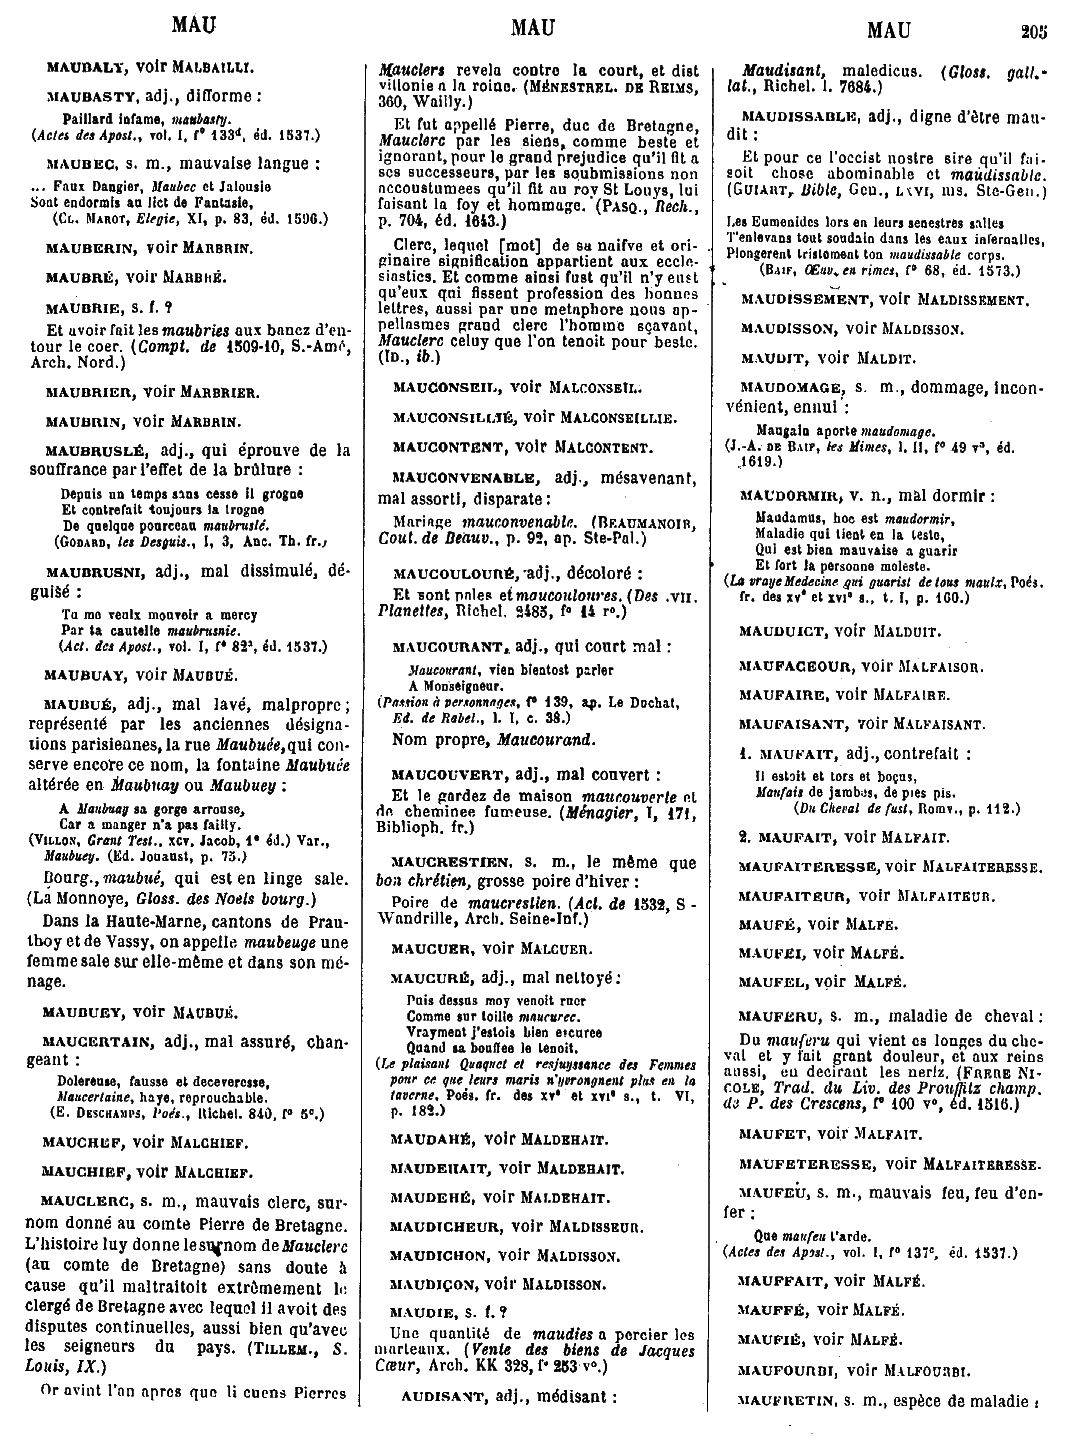 MAU
MAU
MAU
205
MAUBALY, voir MALBAILLI.
MAUBASTY, adj., difforme :
Paillard infame, maubasty.
(Actes des Apost., vol. I, f° 133d, éd. 1537.)
MAUBEC, s. m., mauvaise langue :
... Faux Dangier, Maubec et Jalousie
Sont endormis au lict de Fantasie,
(CL. MAROT, Elegie, XI, p. 83, éd. 1596.)
MAUBERIN, voir MARBRIN.
MAUBRÉ, voir MARBRÉ.
MAUBRIE, s. f. ?
Et avoir fait les maubries aux bancz d'en-
tour le coer. (Compt. de 1509-10, S.-Amé,
Arch. Nord.)
MAUBRIER, voir MARBRIER.
MAUBRIN, voir MARBRIN.
MAUBRUSLÉ, adj., qui éprouve de la
souffrance par l'effet de la brûlure :
Depuis un temps sans cesse il grogne
Et contrefait toujours la trogne
De quelque pourceau maubruslé.
(GODARD, les Desguis., I, 3, Anc. Th. fr.)
MAUBRUSNI, adj., mal dissimulé, dé-
guisé :
Tu me veulx mouvoir a mercy
Par ta cautelle maubrusnie.
(Act. des Apost., vol. I, f° 82a, éd. 1537.)
MAUBUAY, voir MAUBUÉ.
MAUBUÉ, adj., mal lavé, malpropre ;
représenté par les anciennes désigna-
tions parisiennes, la rue Maubuée, qui con-
serve encore ce nom, la fontaine Maubuée
altérée en Maubuay ou Maubuey :
A Maubuay sa gorge arrouse,
Car a manger n'a pas failly.
(VILLON, Grant Test., XCV, Jacob, 1e éd.) Var.,
Maubuey. (Ed. Jouaust, p. 75.)
Bourg., maubué, qui est en linge sale.
(La Monnoye, Gloss. des Noels bourg.)
Dans la Haute-Marne, cantons de Prau-
thoy et de Vassy, on appelle maubeuge une
femme sale sur elle-même et dans son mé-
nage.
MAUBUEY, voir MAUBUÉ.
MAUCERTAIN, adj., mal assuré, chan-
geant :
Dolereuse, fausse et deceveresse,
Maucertaine, haye, reprouchable.
(E. DESCHAMPS, Poés., Richel. 840, f° 5c.)
MAUCHEF, voir MALCHIEF.
MAUCHIEF, voir MALCHIEF.
MAUCLERC, s. m., mauvais clerc, sur-
nom donné au comte Pierre de Bretagne.
L'histoire luy donne le surnom de Mauclerc
(au comte de Bretagne) sans doute à
cause qu'il maltraitoit extrêmement le
clergé de Bretagne avec lequel il avoit des
disputes continuelles, aussi bien qu'avec
les seigneurs du pays. (TILLEM., S.
Louis, IX.)
Or avint l'an apres que li cuens Pierres
Mauclers revela contre la court, et dist
villonie a la roine. (MÉNESTREL. DE REIMS,
360, Wailly.)
Et fut appellé Pierre, duc de Bretagne,
Mauclerc par les siens, comme beste et
ignorant, pour le grand prejudice qu'il fit a
ses successeurs, par les soubmissions non
accoustumees qu'il fit au roy St Louys, lui
faisant la foy et hommage. (PASQ., Rech.,
p. 704, éd. 1643.)
Clerc, lequel [mot] de sa naifve et ori-
ginaire signification appartient aux eccle-
siastics. Et comme ainsi fust qu'il n'y eust
qu'eux qui fissent profession des bonnes
lettres, aussi par une metaphore nous ap-
pellasmes grand clerc l'homme sçavant,
Mauclerc celuy que l'on tenoit pour beste.
(ID., ib.)
MAUCONSEIL, voir MALCONSEIL.
MAUCONSILLIÉ, voir MALCONSEILLIE.
MAUCONTENT, voir MALCONTENT.
MAUCONVENABLE, adj., mésavenant,
mal assorti, disparate :
Mariage mauconvenable. (BEAUMANOIR,
Cout. de Beauv., p. 92, ap. Ste-Pal.)
MAUCOULOURÉ, adj., décoloré :
Et sont pales et maucouloures. (Des .VII.
Planettes, Richel. 2485, f° 14 r°.)
MAUCOURANT, adj., qui court mal :
Maucourant, vien bientost parler
A Monseigneur.
(Passion à personnages, f° 139, ap. Le Duchat,
Ed. de Rabel., l. I, c. 38.)
Nom propre, Maucourand.
MAUCOUVERT, adj., mal couvert :
Et le gardez de maison maucouverte et
de cheminee fumeuse. (Ménagier, I, 171,
Biblioph. fr.)
MAUCRESTIEN, s. m., le même que
bon chrétien, grosse poire d'hiver :
Poire de maucrestien. (Act. de 1532, S -
Wandrille, Arch. Seine-Inf.)
MAUCUER, voir MALCUER.
MAUCURÉ, adj., mal nettoyé :
Puis dessus moy venoit ruer
Comme sur toille maucuree.
Vrayment j'estois bien escuree
Quand sa bouffee le tenoit.
(Le plaisant Quaquet et resjuyssance des Femmes
pour ce que leurs maris n'yvrongnent plus en la
taverne, Poés. fr. des XVe et XVIe s., t. VI,
p. 182.)
MAUDAHÉ, voir MALDEHAIT.
MAUDEHAIT, voir MALDEHAIT.
MAUDEHÉ, voir MALDEHAIT.
MAUDICHEUR, voir MALDISSEUR.
MAUDICHON, voir MALDISSON.
MAUDIÇON, voir MALDISSON.
MAUDIE, s. f. ?
Une quantité de maudies a percier les
marteaux. (Vente des biens de Jacques
Cœur, Arch. KK 328, f° 253 v°.)
AUDISANT, adj., médisant :
Maudisant, maledicus. (Gloss. gall.-
lat., Richel. l. 7684.)
MAUDISSABLE, adj., digne d'être mau-
dit :
Et pour ce l'occist nostre sire qu'il fai-
soit chose abominable et maudissable.
(GUIART, Bible, Gen., LXVI, ms. Ste-Gen.)
Les Eumenides lors en leurs senestres salles
T'enlevans tout soudain dans les eaux infernalles,
Plongerent tristement ton maudissable corps.
(BAIF, Œuv. en rimes, f° 68, éd. 1573.)
MAUDISSEMENT, voir MALDISSEMENT.
MAUDISSON, voir MALDISSON.
MAUDIT, voir MALDIT.
MAUDOMAGE, s. m., dommage, incon-
vénient, ennui :
Maugain aporte maudomage.
(J.-A. DE BAIF, les Mimes, l. II, f° 49 v°, éd.
1619.)
MAUDORMIR, v. n., mal dormir :
Maudamus, hoc est maudormir,
Maladie qui tient en la teste,
Qui est bien mauvaise a guarir
Et fort la personne moleste.
(La vraye Medecine qui guarist de tous maulx, Poés.
fr. des XVe et XVIe s., t. I, p. 160.)
MAUDUICT, voir MALDUIT.
MAUFACEOUR, voir MALFAISOR.
MAUFAIRE, voir MALFAIRE.
MAUFAISANT, voir MALFAISANT.
1. MAUFAIT, adj., contrefait :
Il estoit et tors et boçus,
Maufais de jambes, de pies pis.
(Du Cheval de fust, Romv., p. 112.)
2. MAUFAIT, voir MALFAIT.
MAUFAITERESSE, voir MALFAITERESSE.
MAUFAITEUR, voir MALFAITEUR.
MAUFÉ, voir MALFÉ.
MAUFEI, voir MALFÉ.
MAUFEL, voir MALFÉ.
MAUFERU, s. m., maladie de cheval :
Du mauferu qui vient es longes du che-
val et y fait grant douleur, et aux reins
aussi, en decirant les nerfz. (FARRE NI-
COLE, Trad. du Liv. des Prouffitz champ.
de P. des Crescens, f° 100 v°, éd. 1516.)
MAUFET, voir MALFAIT.
MAUFETERESSE, voir MALFAITERESSE.
MAUFEU, s. m., mauvais feu, feu d'en-
fer :
Que maufeu l'arde.
(Actes des Apost., vol. I, f° 137c, éd. 1537.)
MAUFFAIT, voir MALFÉ.
MAUFFÉ, voir MALFÉ.
MAUFIÉ, voir MALFÉ.
MAUFOURDI, voir MALFOURDI.
MAUFRETIN, s. m., espèce de maladie :